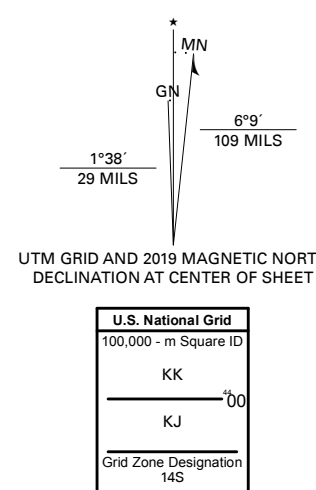 ★
MN
GN
6°9´
109 MILS
1°38´
29 MILS
UTM GRID AND 2019 MAGNETIC NORT
DECLINATION AT CENTER OF SHEET
U.S. National Grid
100,000 - m Square ID
KK
4400
KJ
Grid Zone Designation
14S